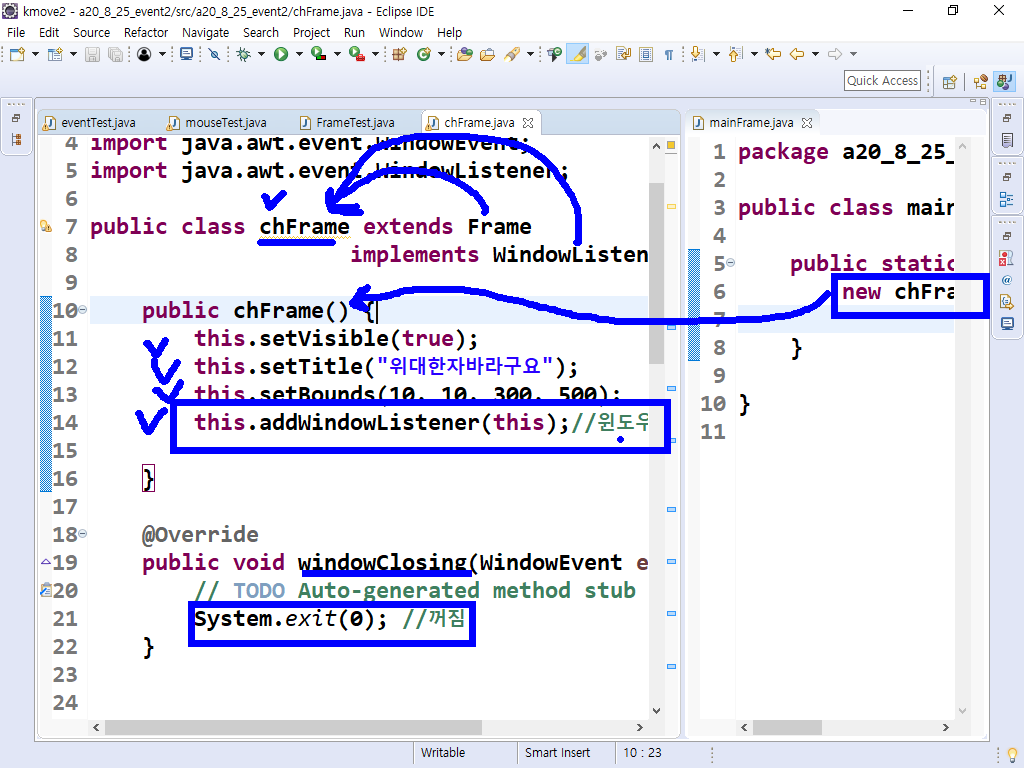 kmove2 - a20_8_25_event2/src/a20_8_25_event2/chFrame.java - Eclipse IDE
File Edit Source Refactor Navigate Search Project Run Window Help
Quick Access
eventTest.java mouseTest.java FrameTest.java chFrame.java
4 import java.awt.event.WindowEvent;
5 import java.awt.event.WindowListener;
6
7 public class chFrame extends Frame
8 implements WindowListen
9
10 public chFrame() {
11 this.setVisible(true);
12 this.setTitle("위대한자바라구요");
13 this.setBounds(10, 10, 300, 500);
14 this.addWindowListener(this);//윈도우
15
16 }
17
18 @Override
19 public void windowClosing(WindowEvent e
20 // TODO Auto-generated method stub
21 System.exit(0); //꺼짐
22 }
23
24
mainFrame.java
1 package a20_8_25_
2
3 public class main
4
5 public static
6 new chFra
7
8 }
9
10 }
11
Writable Smart Insert 10 : 23